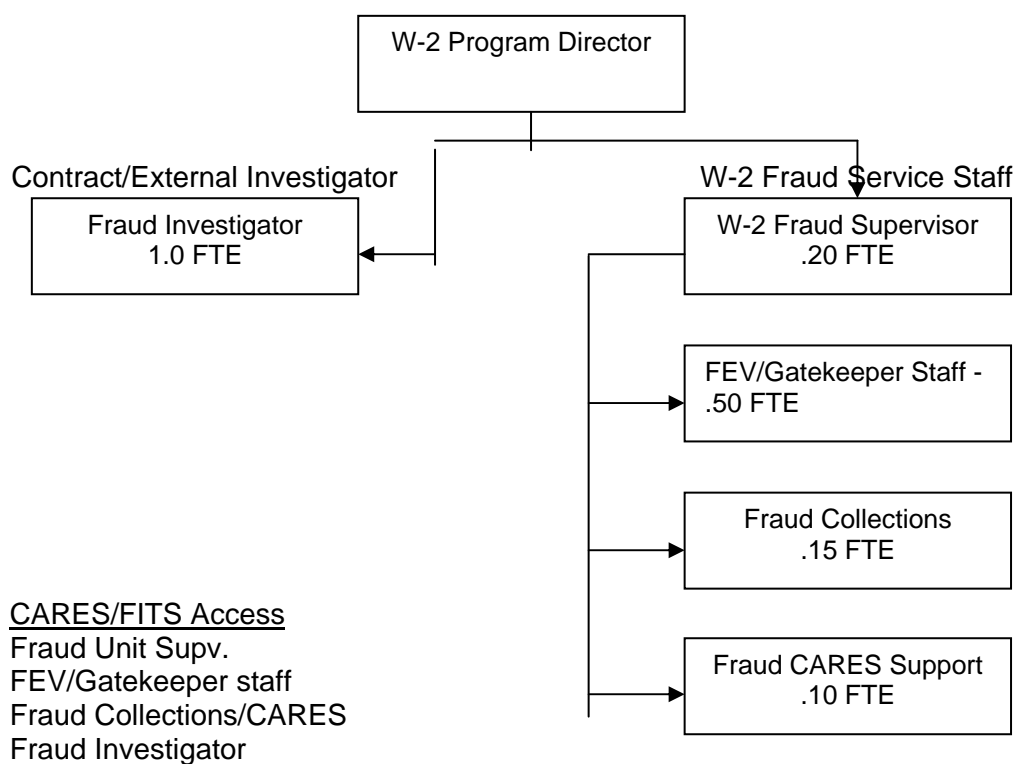 W-2 Program Director
Contract/External Investigator
Fraud Investigator
1.0 FTE
W-2 Fraud Service Staff
W-2 Fraud Supervisor
.20 FTE
FEV/Gatekeeper Staff -
.50 FTE
Fraud Collections
.15 FTE
Fraud CARES Support
.10 FTE
CARES/FITS Access
Fraud Unit Supv.
FEV/Gatekeeper staff
Fraud Collections/CARES
Fraud Investigator